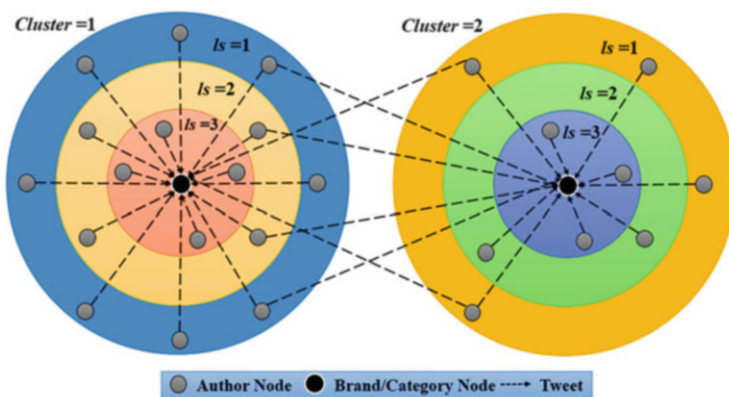 Cluster =1
ls =1
ls =2
ls =3
Cluster =2
ls =1
ls =2
ls =3
Author Node Brand/Category Node Tweet